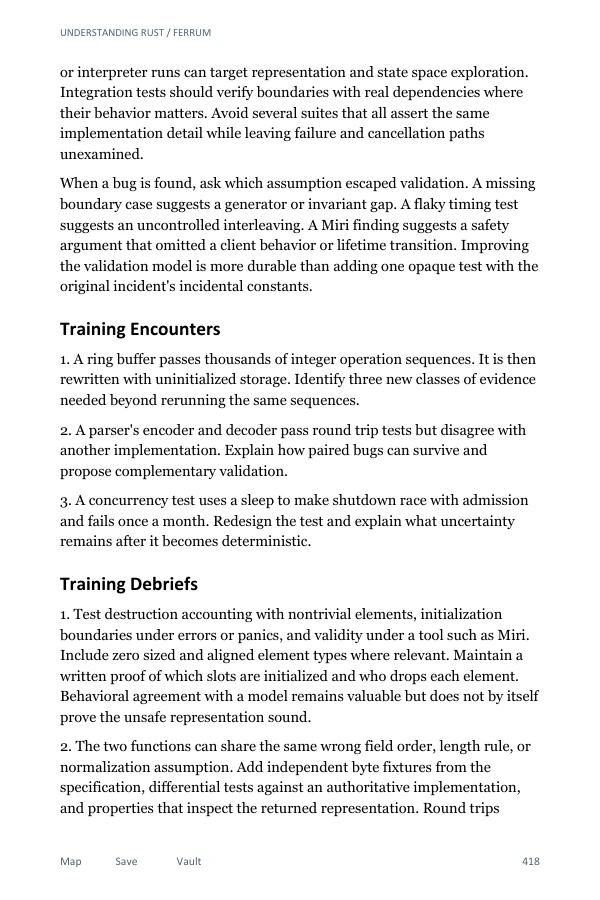 UNDERSTANDING RUST / FERRUM
or interpreter runs can target representation and state space exploration.
Integration tests should verify boundaries with real dependencies where
their behavior matters. Avoid several suites that all assert the same
implementation detail while leaving failure and cancellation paths
unexamined.
When a bug is found, ask which assumption escaped validation. A missing
boundary case suggests a generator or invariant gap. A flaky timing test
suggests an uncontrolled interleaving. A Miri finding suggests a safety
argument that omitted a client behavior or lifetime transition. Improving
the validation model is more durable than adding one opaque test with the
original incident's incidental constants.
Training Encounters
1. A ring buffer passes thousands of integer operation sequences. It is then
rewritten with uninitialized storage. Identify three new classes of evidence
needed beyond rerunning the same sequences.
2. A parser's encoder and decoder pass round trip tests but disagree with
another implementation. Explain how paired bugs can survive and
propose complementary validation.
3. A concurrency test uses a sleep to make shutdown race with admission
and fails once a month. Redesign the test and explain what uncertainty
remains after it becomes deterministic.
Training Debriefs
1. Test destruction accounting with nontrivial elements, initialization
boundaries under errors or panics, and validity under a tool such as Miri.
Include zero sized and aligned element types where relevant. Maintain a
written proof of which slots are initialized and who drops each element.
Behavioral agreement with a model remains valuable but does not by itself
prove the unsafe representation sound.
2. The two functions can share the same wrong field order, length rule, or
normalization assumption. Add independent byte fixtures from the
specification, differential tests against an authoritative implementation,
and properties that inspect the returned representation. Round trips
Map Save Vault 418